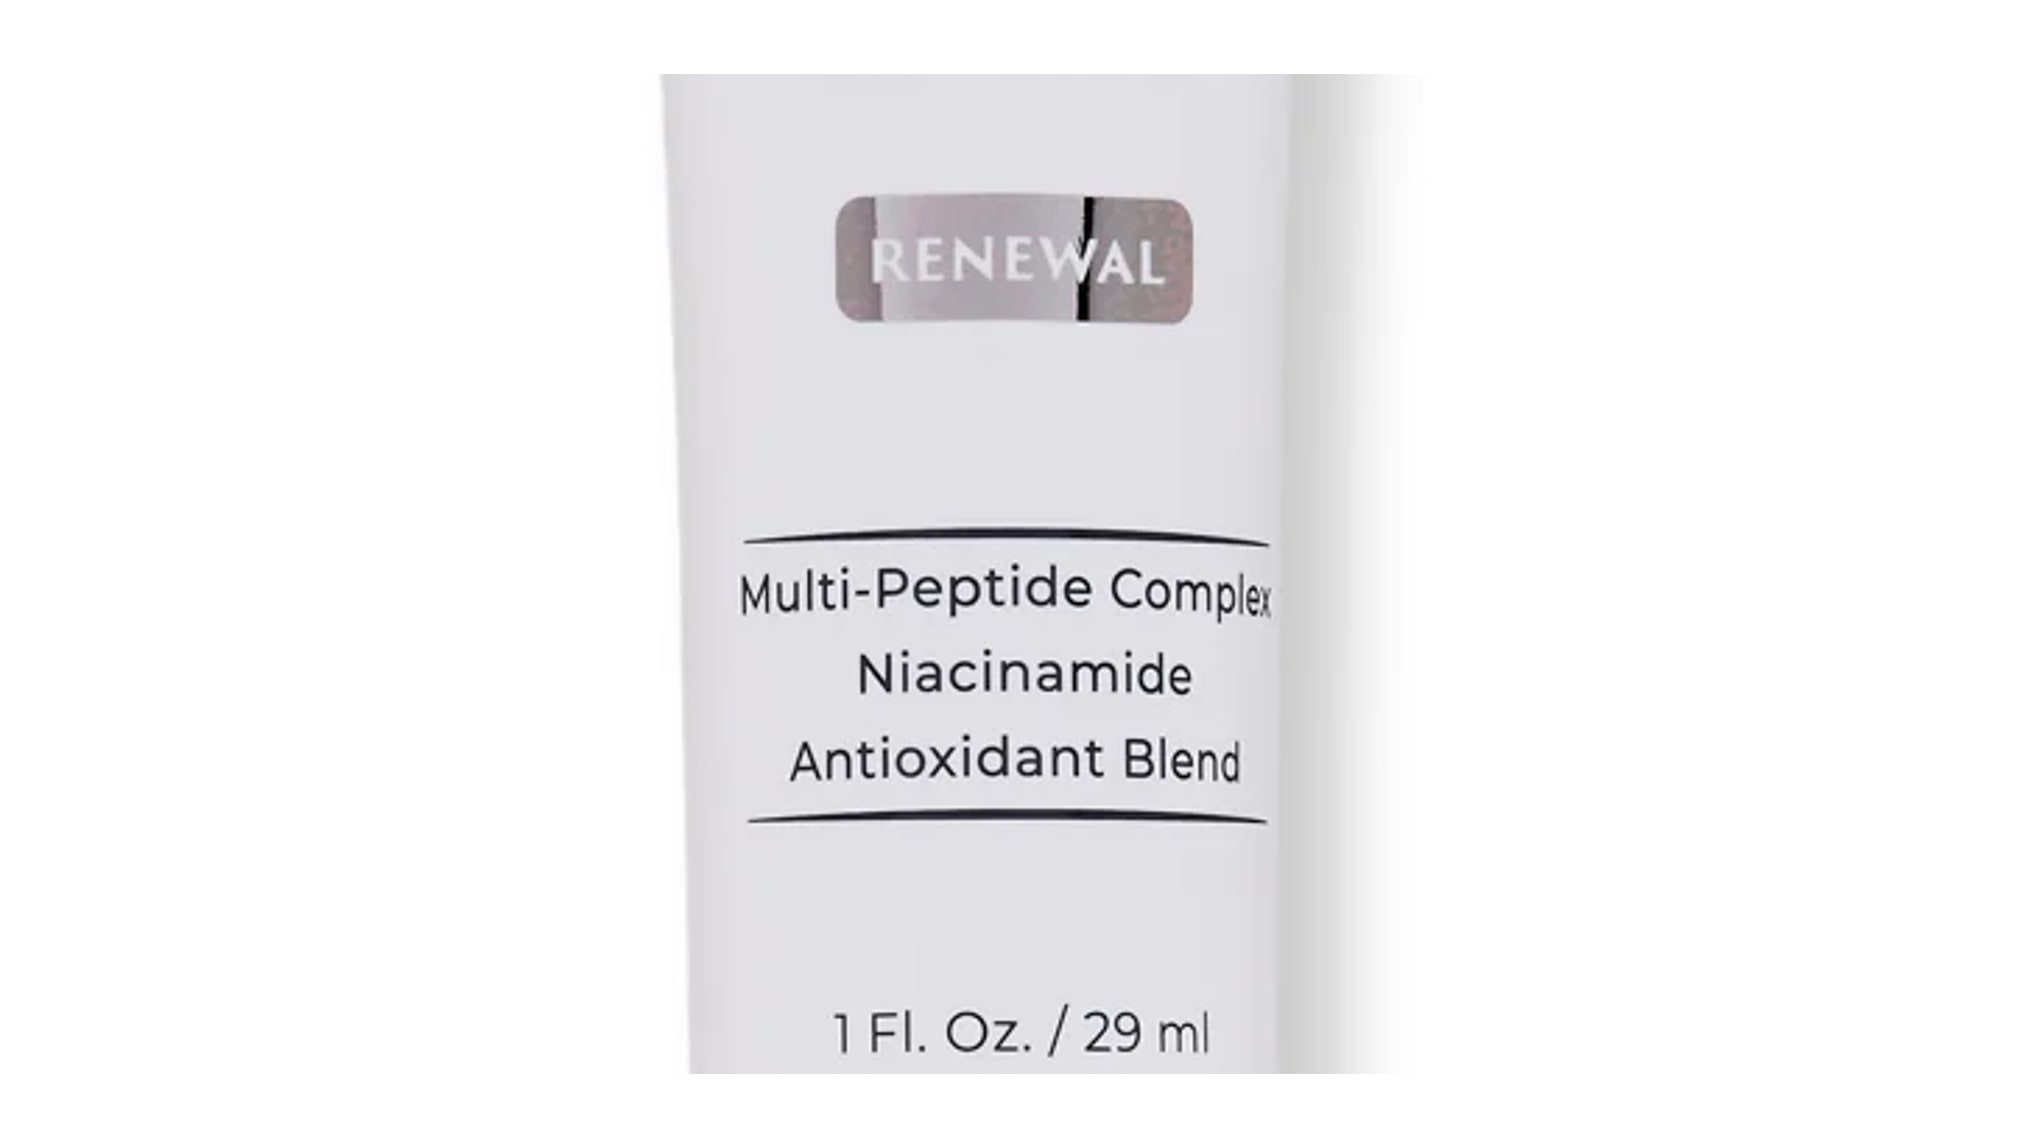 RENEWAL
Multi-Peptide Complex
Niacinamide
Antioxidant Blend
1 Fl. Oz. / 29 ml